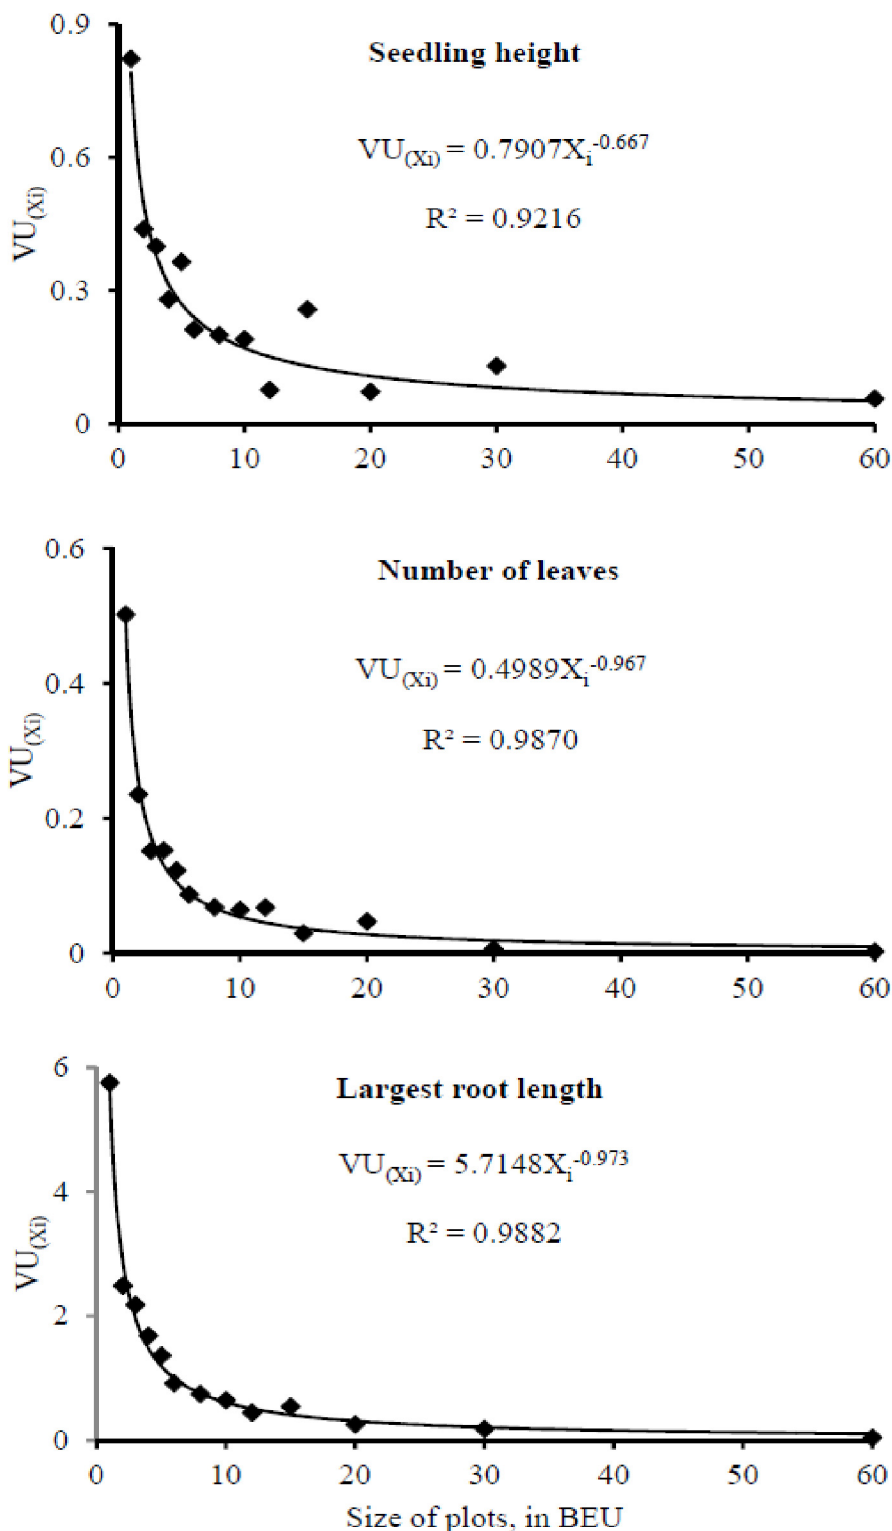 Seedling height
VU(Xi) = 0.7907Xi^-0.667
R² = 0.9216
VU(Xi)
0.9
0.6
0.3
0
0 10 20 30 40 50 60
Number of leaves
VU(Xi) = 0.4989Xi^-0.967
R² = 0.9870
VU(Xi)
0.6
0.4
0.2
0
0 10 20 30 40 50 60
Largest root length
VU(Xi) = 5.7148Xi^-0.973
R² = 0.9882
VU(Xi)
6
4
2
0
0 10 20 30 40 50 60
Size of plots, in BEU